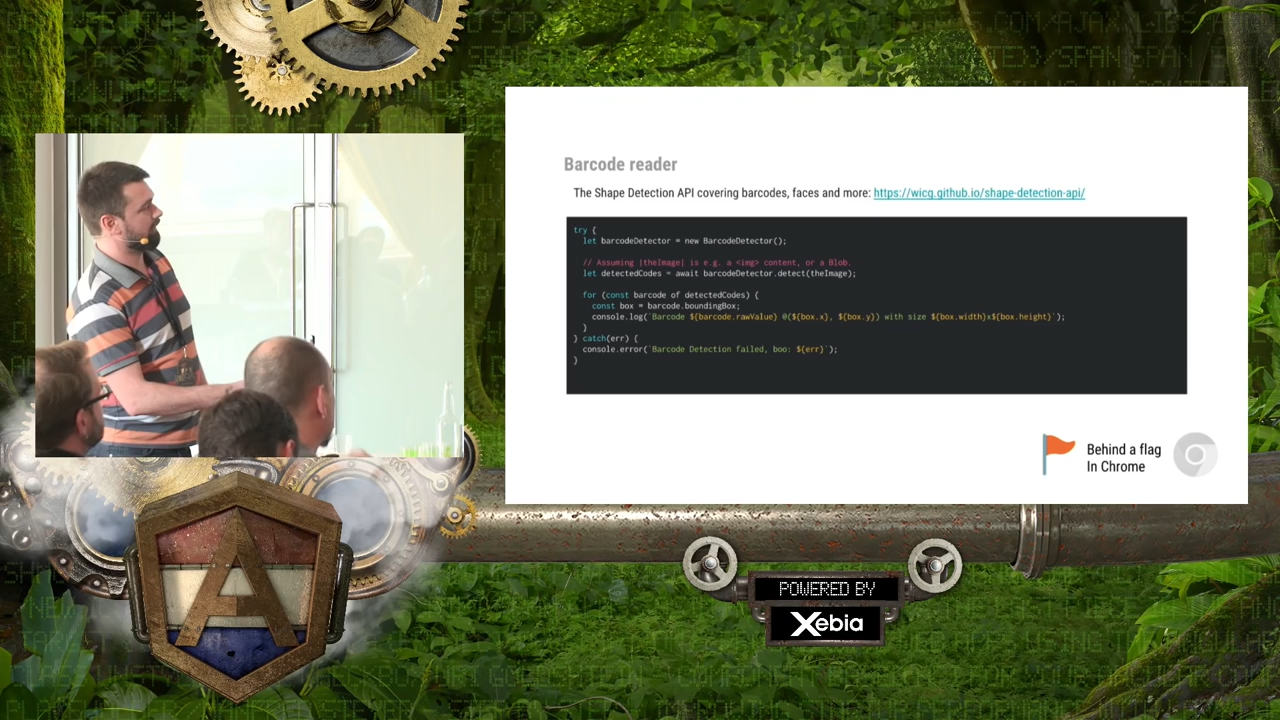 Barcode reader
The Shape Detection API covering barcodes, faces and more: https://wicg.github.io/shape-detection-api/
try {
let barcodeDetector = new BarcodeDetector();
// Assuming |theImage| is e.g. a <img> content, or a Blob.
let detectedCodes = await barcodeDetector.detect(theImage);
for (const barcode of detectedCodes) {
const box = barcode.boundingBox;
console.log(`Barcode ${barcode.rawValue} @(${box.x}, ${box.y}) with size ${box.width}x${box.height}`);
}
} catch(err) {
console.error(`Barcode Detection failed, boo: ${err}`);
}
Behind a flag
In Chrome
A
POWERED BY
Xebia